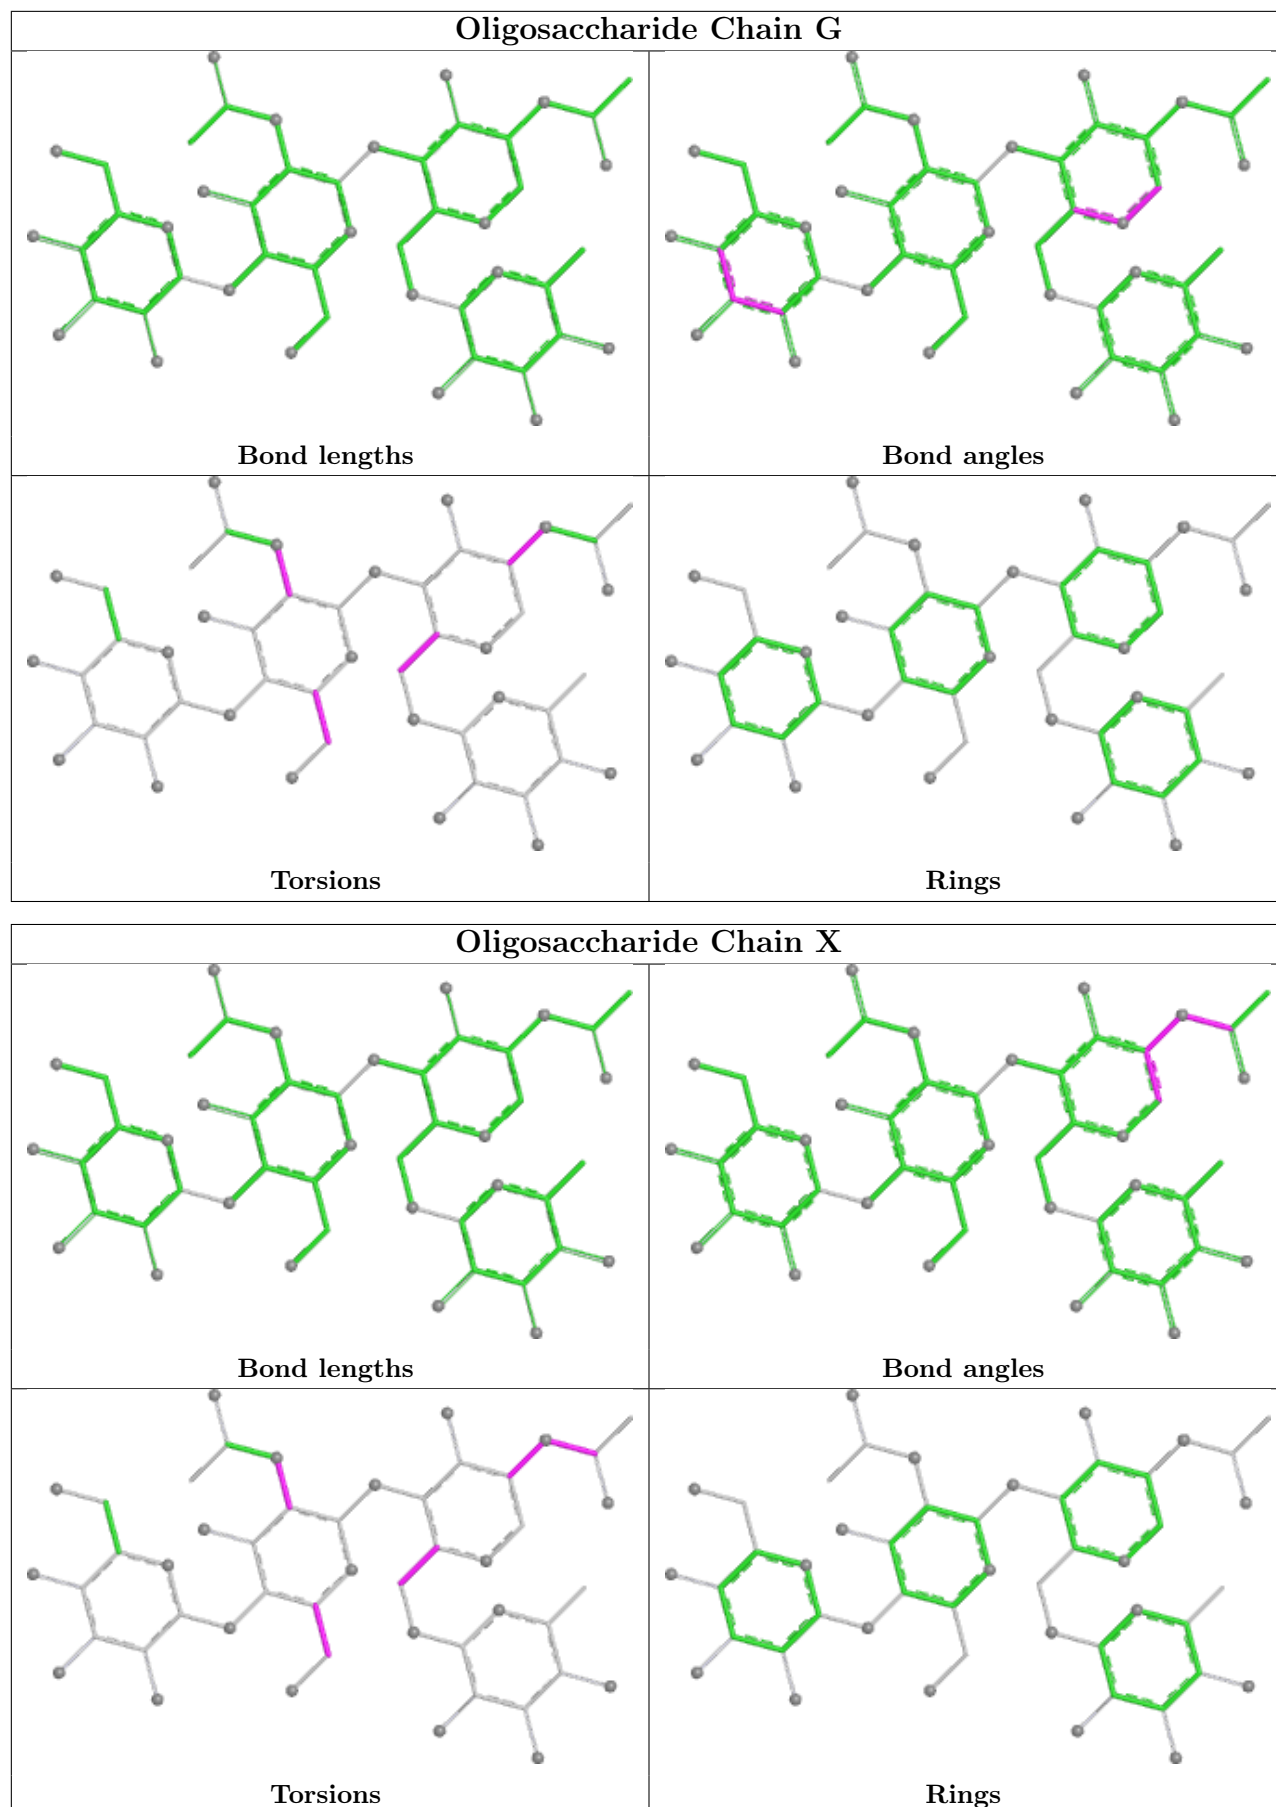 Oligosaccharide Chain G
Bond lengths
Bond angles
Torsions
Rings
Oligosaccharide Chain X
Bond lengths
Bond angles
Torsions
Rings